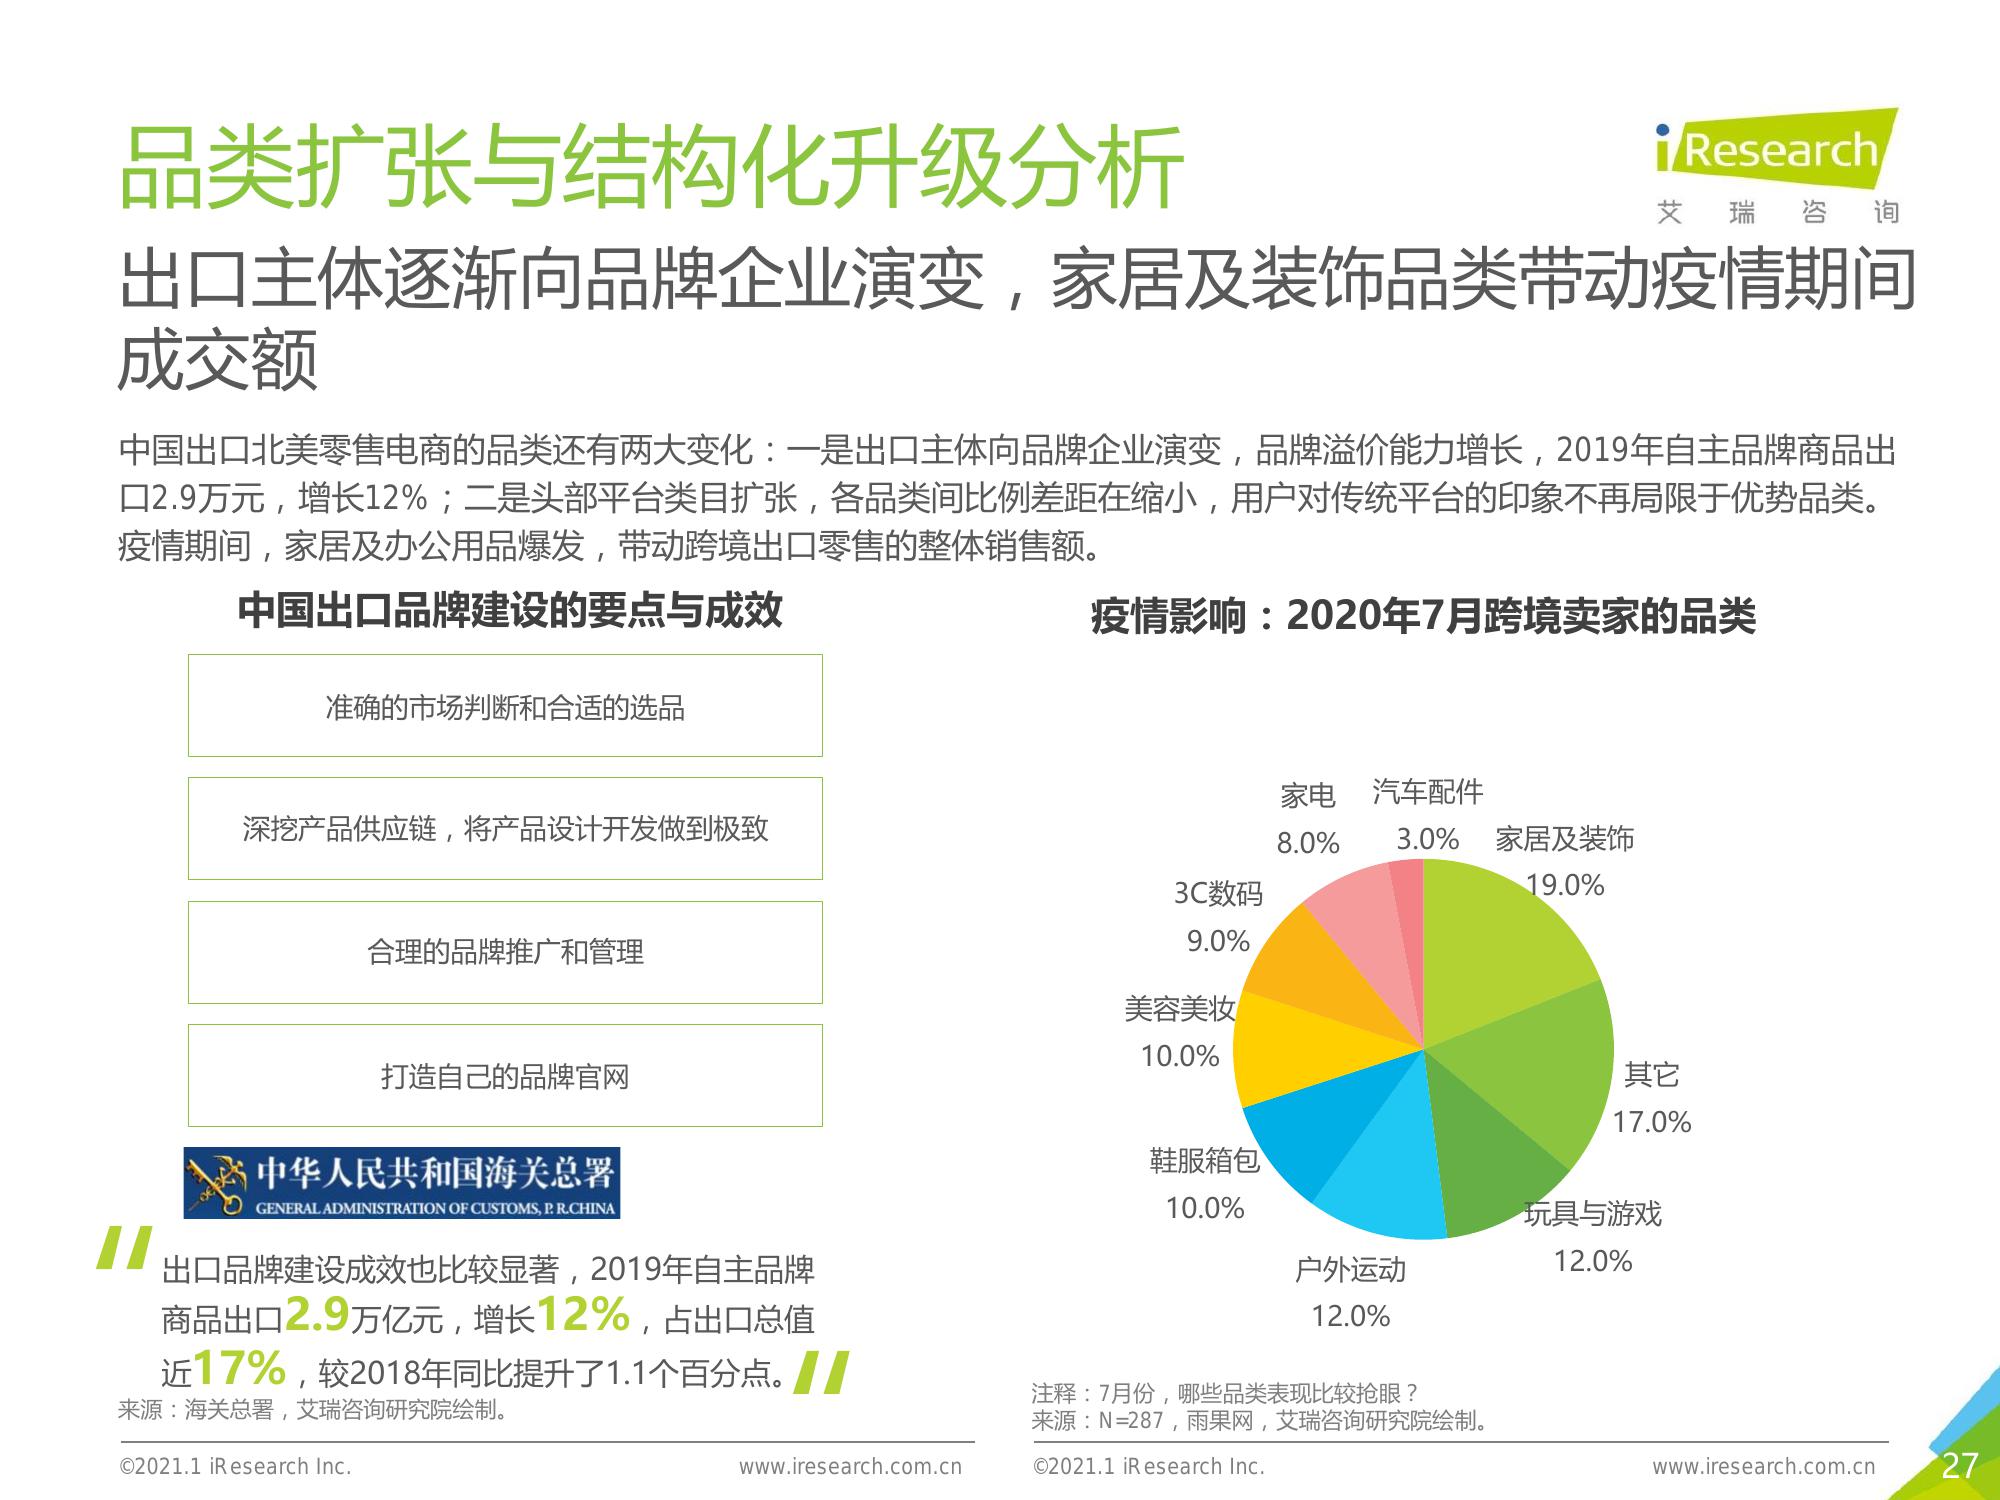 品类扩张与结构化升级分析
iResearch
艾瑞咨询
出口主体逐渐向品牌企业演变，家居及装饰品类带动疫情期间
成交额
中国出口北美零售电商的品类还有两大变化：一是出口主体向品牌企业演变，品牌溢价能力增长，2019年自主品牌商品出
口2.9万元，增长12%；二是头部平台类目扩张，各品类间比例差距在缩小，用户对传统平台的印象不再局限于优势品类。
疫情期间，家居及办公用品爆发，带动跨境出口零售的整体销售额。
中国出口品牌建设的要点与成效
准确的市场判断和合适的选品
深挖产品供应链，将产品设计开发做到极致
合理的品牌推广和管理
打造自己的品牌官网
中华人民共和国海关总署
GENERAL ADMINISTRATION OF CUSTOMS, P. R.CHINA
出口品牌建设成效也比较显著，2019年自主品牌
商品出口2.9万亿元，增长12%，占出口总值
近17%，较2018年同比提升了1.1个百分点。
来源：海关总署，艾瑞咨询研究院绘制。
疫情影响：2020年7月跨境卖家的品类
家电
8.0%
汽车配件
3.0%
家居及装饰
19.0%
3C数码
9.0%
美容美妆
10.0%
其它
17.0%
鞋服箱包
10.0%
玩具与游戏
12.0%
户外运动
12.0%
注释：7月份，哪些品类表现比较抢眼？
来源：N=287，雨果网，艾瑞咨询研究院绘制。
©2021.1 iResearch Inc.
www.iresearch.com.cn
©2021.1 iResearch Inc.
www.iresearch.com.cn
27